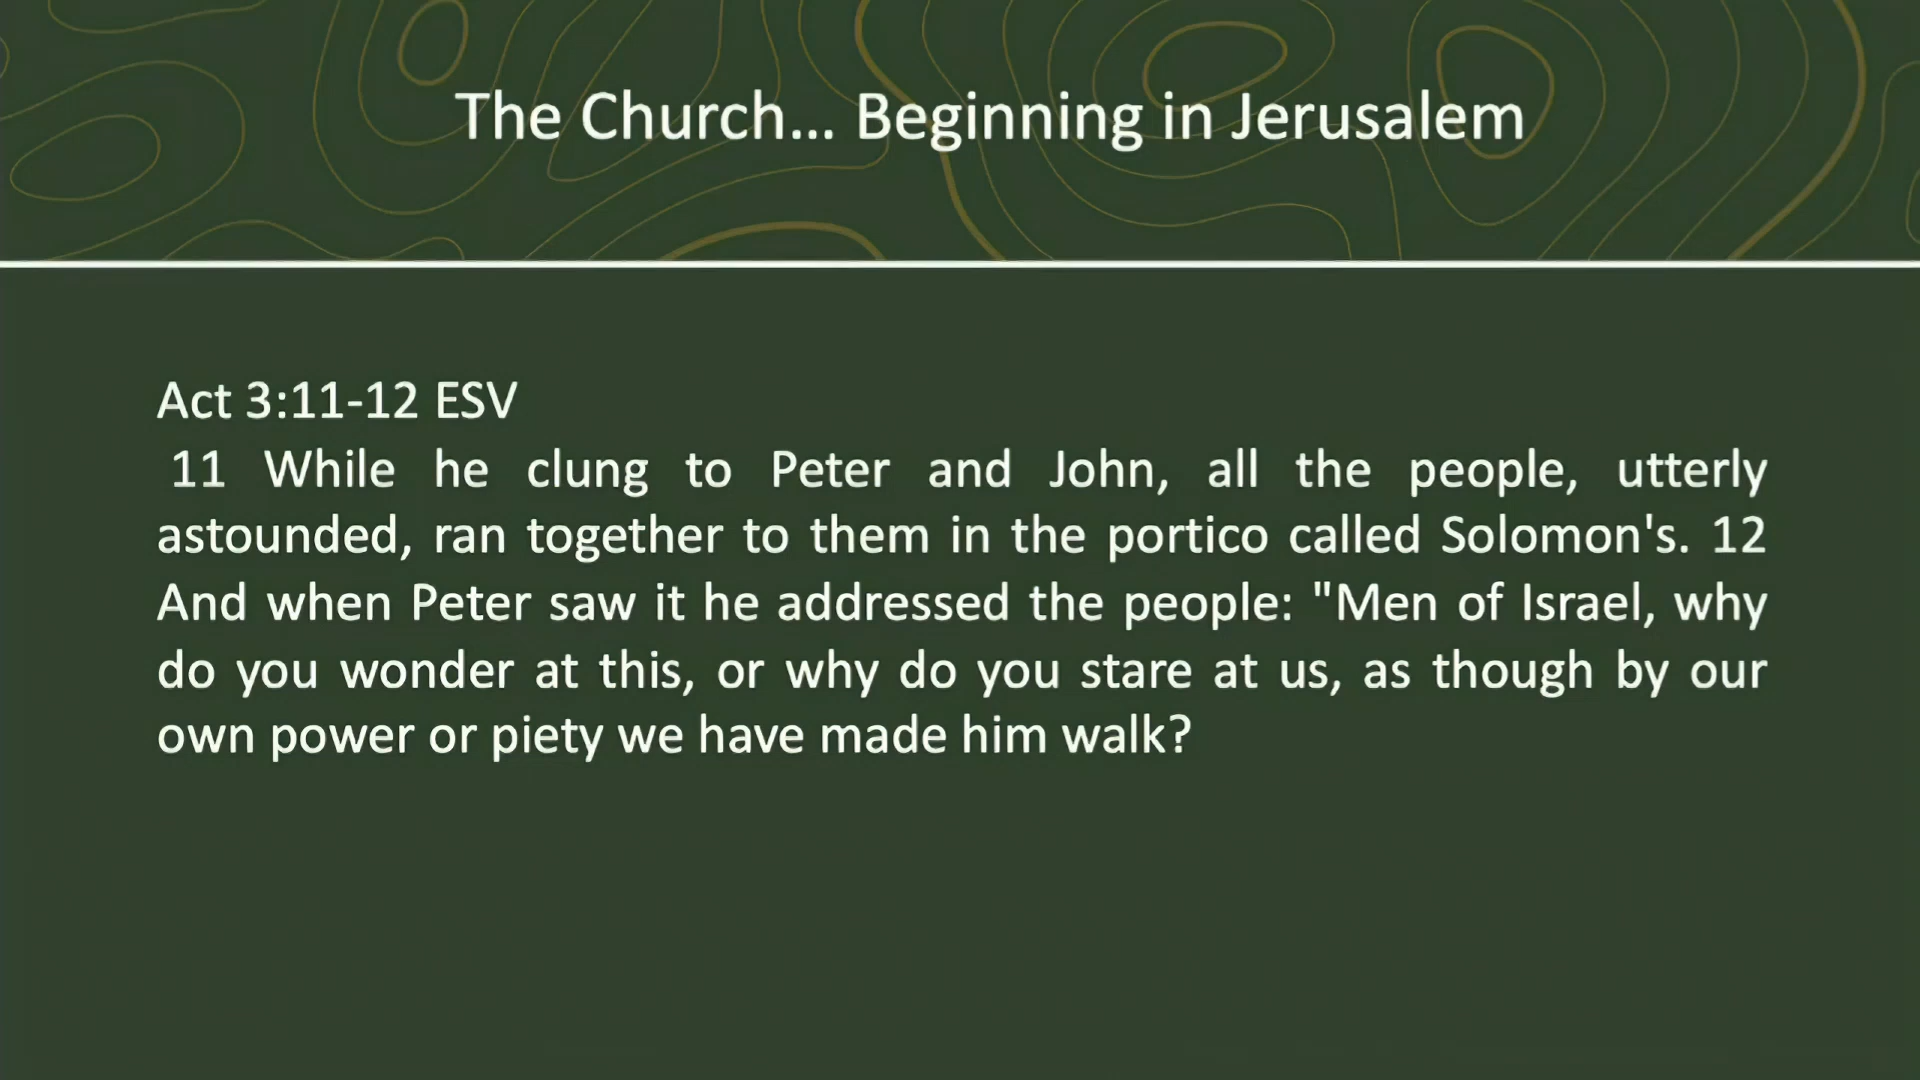 The Church... Beginning in Jerusalem
Act 3:11-12 ESV
11 While he clung to Peter and John, all the people, utterly
astounded, ran together to them in the portico called Solomon's. 12
And when Peter saw it he addressed the people: "Men of Israel, why
do you wonder at this, or why do you stare at us, as though by our
own power or piety we have made him walk?